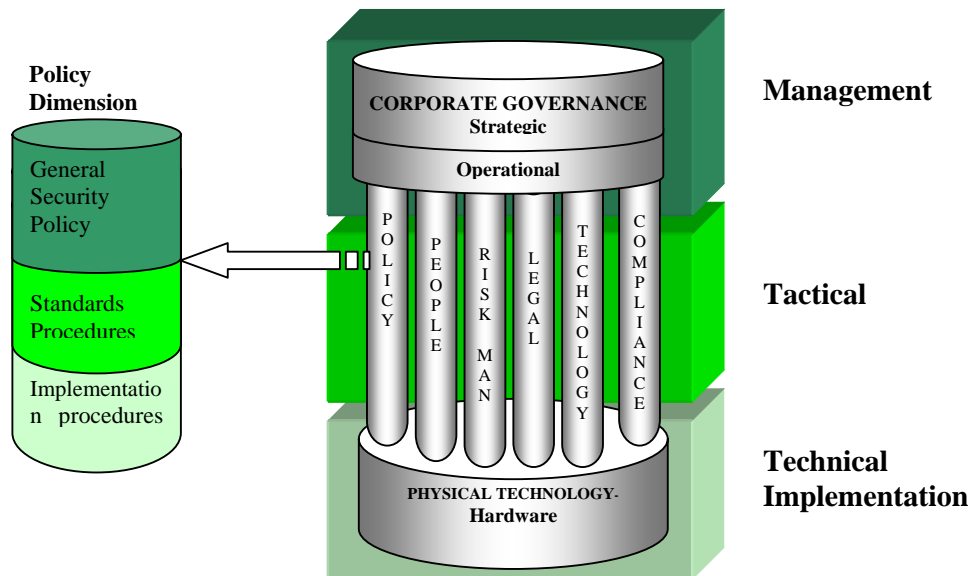 Policy
Dimension
General
Security
Policy
Standards
Procedures
Implementatio
n procedures
CORPORATE GOVERNANCE
Strategic
Operational
POLICY
PEOPLE
RISK MAN
LEGAL
TECHNOLOGY
COMPLIANCE
PHYSICAL TECHNOLOGY-
Hardware
Management
Tactical
Technical
Implementation